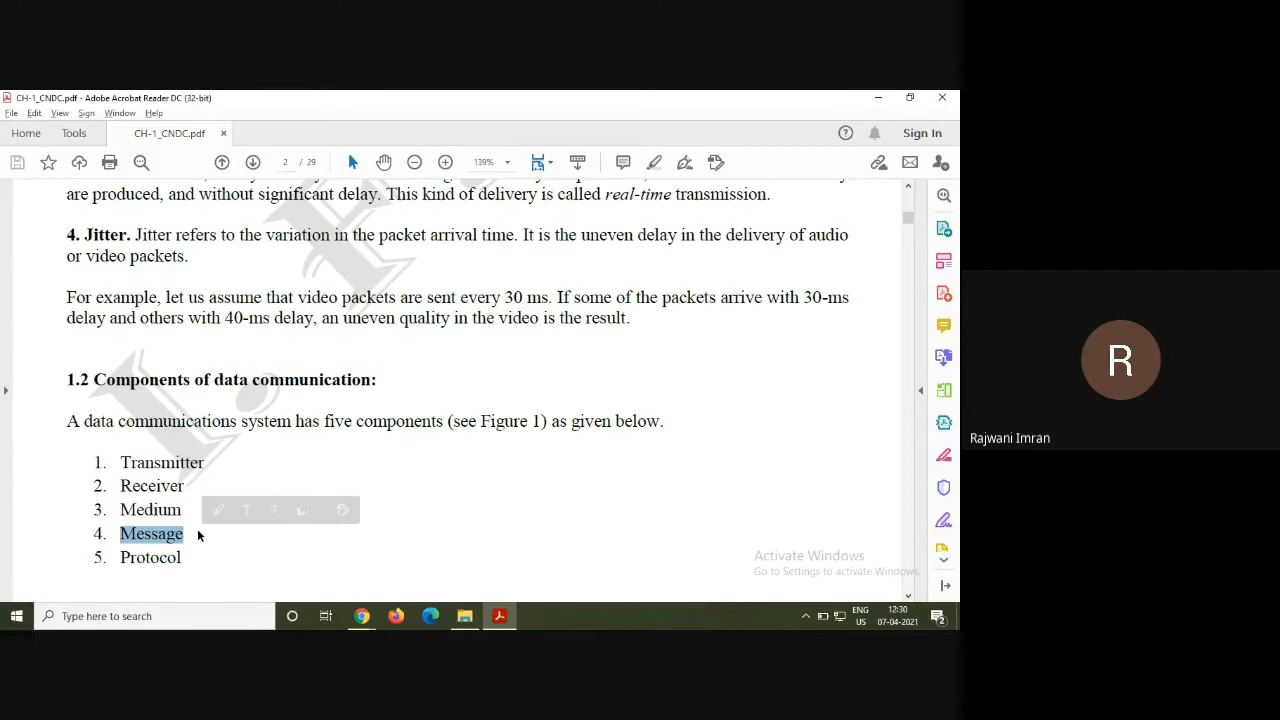 CH-1_CNDC.pdf - Adobe Acrobat Reader DC (32-bit)
File Edit View Sign Window Help
Home Tools CH-1_CNDC.pdf × Sign In
2 / 29 139%
are produced, and without significant delay. This kind of delivery is called real-time transmission.
4. Jitter. Jitter refers to the variation in the packet arrival time. It is the uneven delay in the delivery of audio
or video packets.
For example, let us assume that video packets are sent every 30 ms. If some of the packets arrive with 30-ms
delay and others with 40-ms delay, an uneven quality in the video is the result.
1.2 Components of data communication:
A data communications system has five components (see Figure 1) as given below.
1. Transmitter
2. Receiver
3. Medium
4. Message
5. Protocol
Activate Windows
Go to Settings to activate Windows.
Type here to search
ENG
US
12:30
07-04-2021
2
R
Rajwani Imran